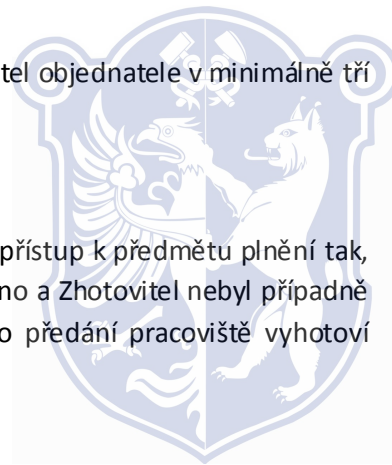 tel objednatele v minimálně tří
přístup k předmětu plnění tak,
no a Zhotovitel nebyl případně
o předání pracoviště vyhotoví